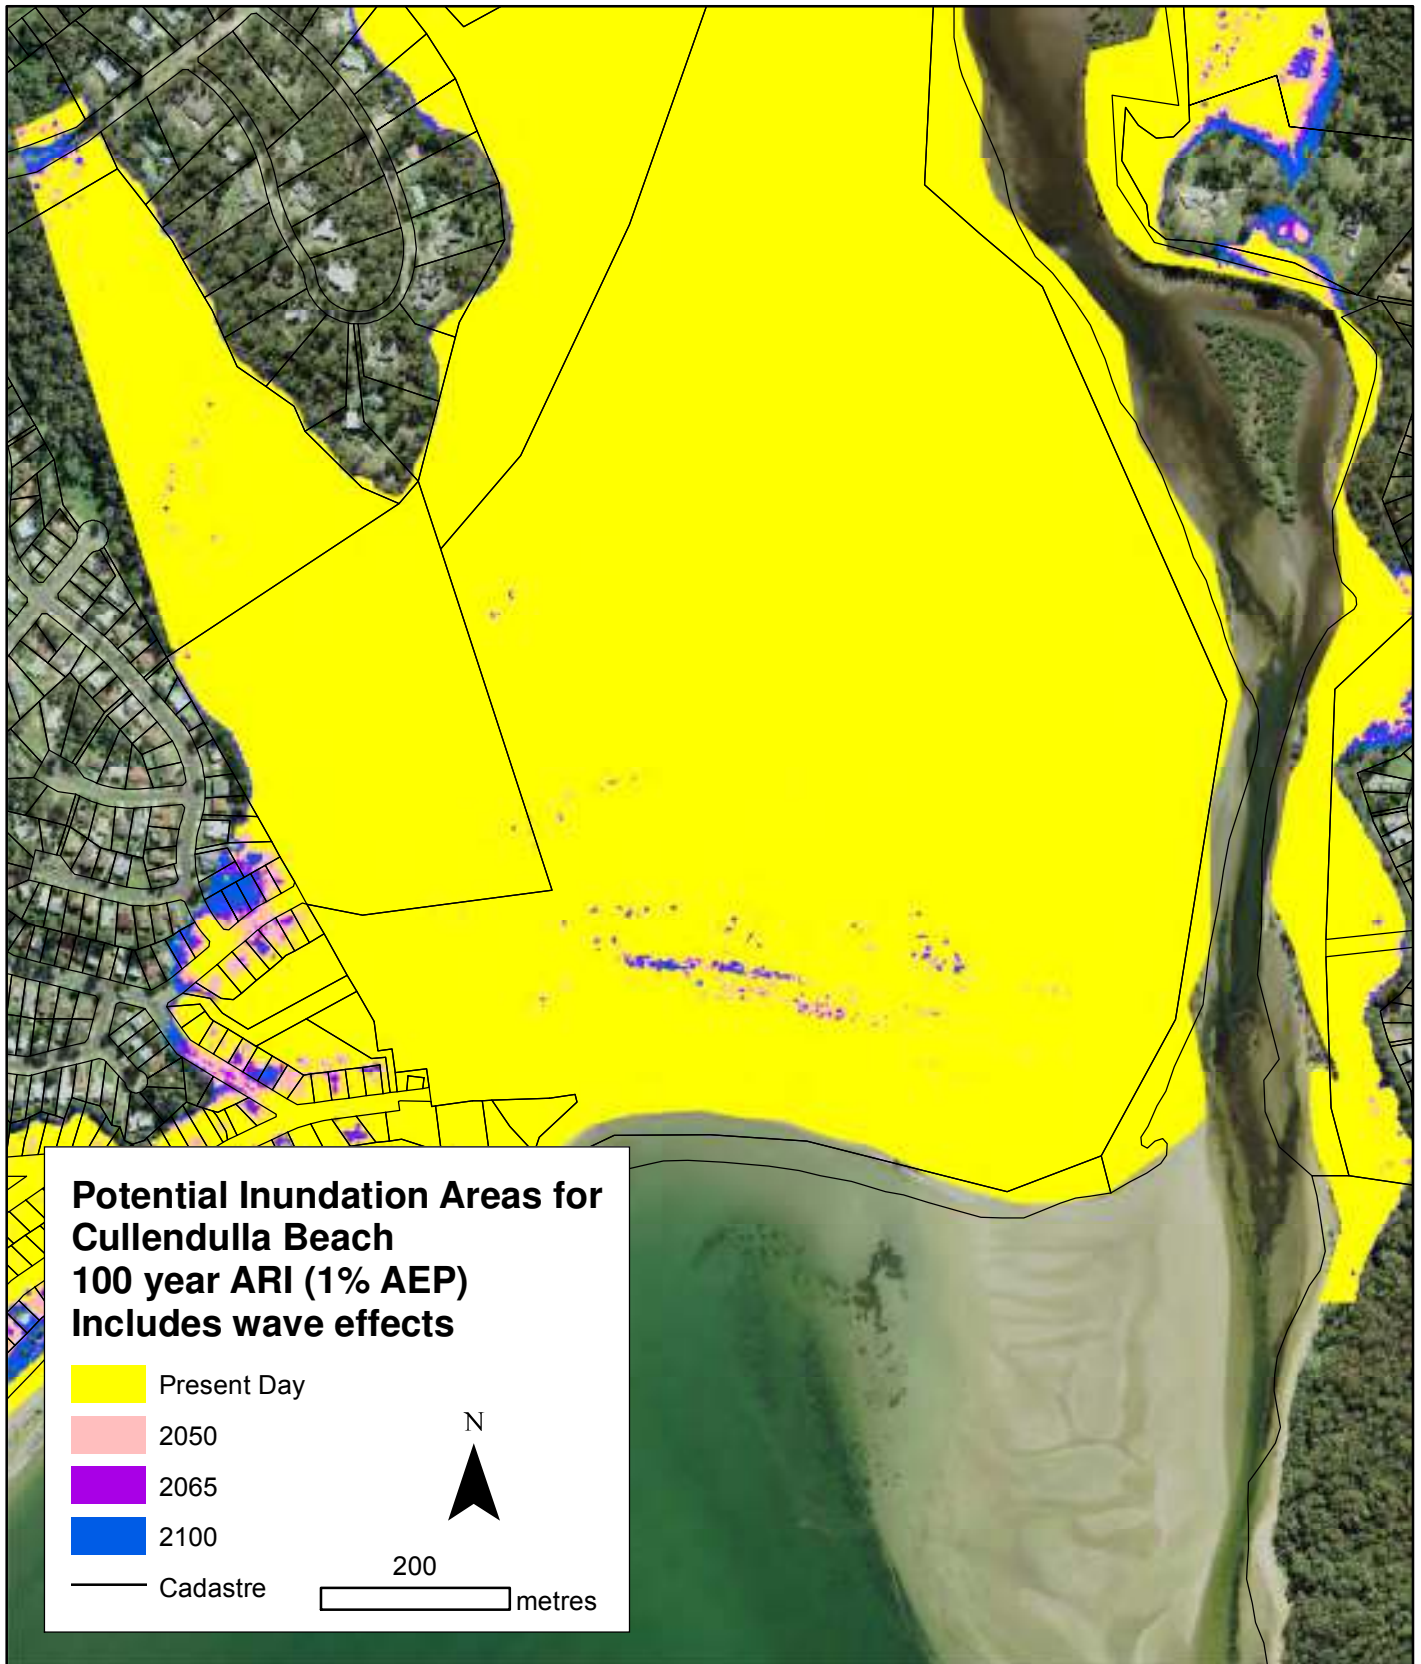 Potential Inundation Areas for
Cullendulla Beach
100 year ARI (1% AEP)
Includes wave effects
Present Day
2050
2065
2100
Cadastre
N
200
metres